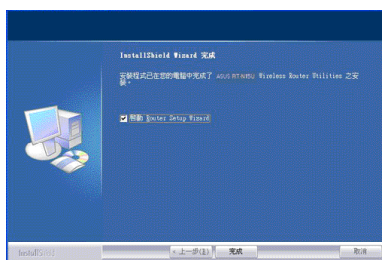 InstallShield Wizard 完成
安裝程式已在您的電腦中完成了 ASUS Wireless Router Utilities 之安
裝。
啟動 Router Setup Wizard
InstallShield
< 上一步(B)
完成
取消